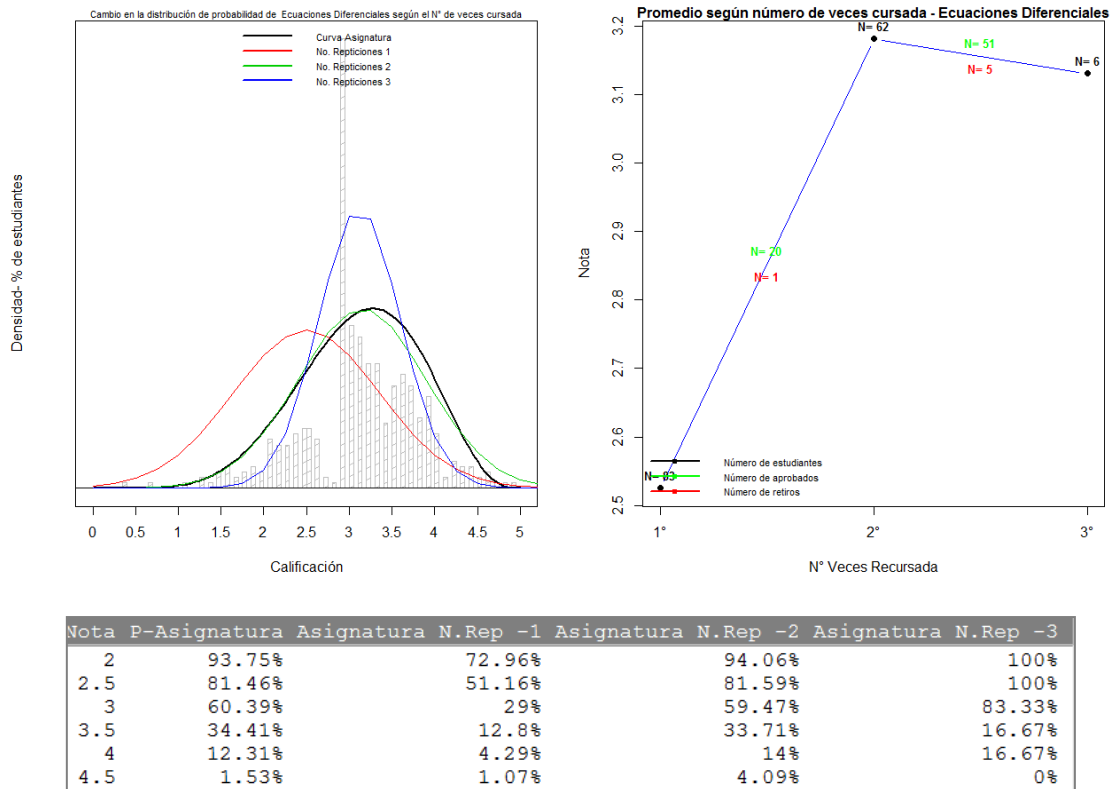 Cambio en la distribución de probabilidad de Ecuaciones Diferenciales según el N° de veces cursada
Curva Asignatura
No. Repticiones 1
No. Repticiones 2
No. Repticiones 3
Densidad- % de estudiantes
0 0.5 1 1.5 2 2.5 3 3.5 4 4.5 5
Calificación
Promedio según número de veces cursada - Ecuaciones Diferenciales
N= 62
N= 51
N= 5
N= 6
N= 20
N= 1
N= 83
Número de estudiantes
Número de aprobados
Número de retiros
3.2
3.1
3.0
2.9
2.8
2.7
2.6
2.5
Nota
1° 2° 3°
N° Veces Recursada
Nota P-Asignatura Asignatura N.Rep -1 Asignatura N.Rep -2 Asignatura N.Rep -3
2 93.75% 72.96% 94.06% 100%
2.5 81.46% 51.16% 81.59% 100%
3 60.39% 29% 59.47% 83.33%
3.5 34.41% 12.8% 33.71% 16.67%
4 12.31% 4.29% 14% 16.67%
4.5 1.53% 1.07% 4.09% 0%